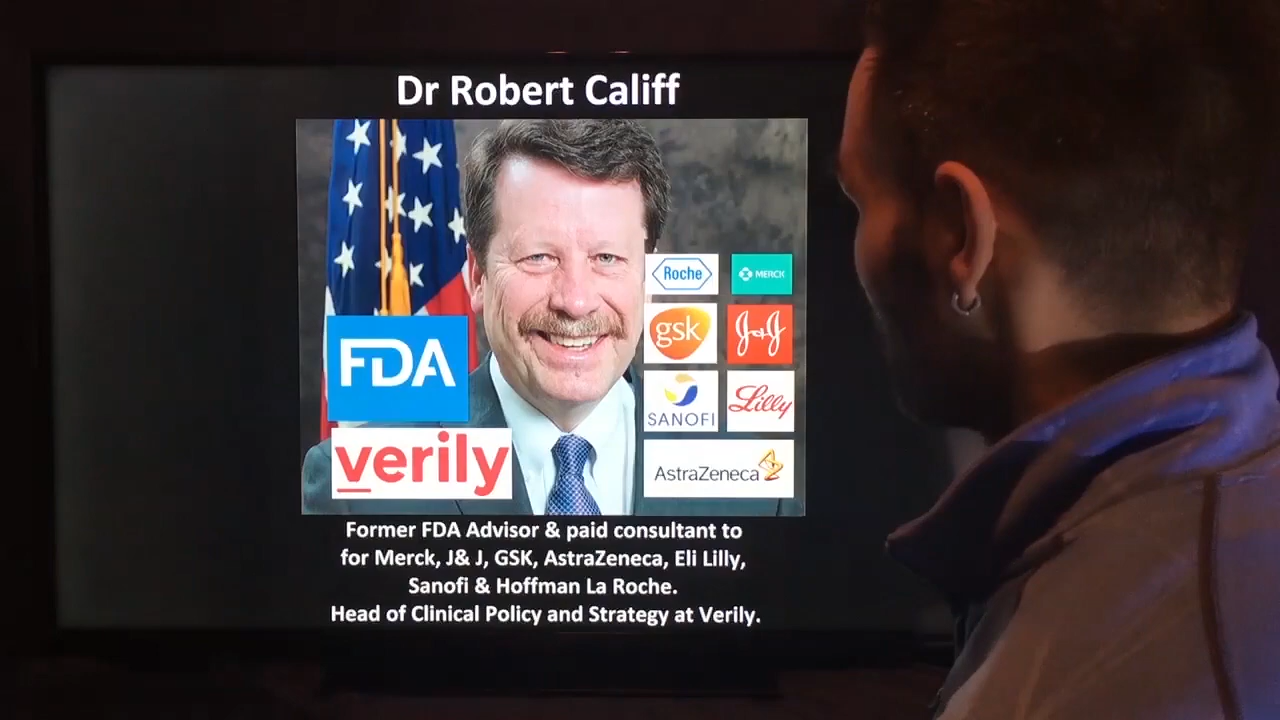 Dr Robert Califf
Roche
MERCK
gsk
J&J
FDA
SANOFI
Lilly
verily
AstraZeneca
Former FDA Advisor & paid consultant to
for Merck, J& J, GSK, AstraZeneca, Eli Lilly,
Sanofi & Hoffman La Roche.
Head of Clinical Policy and Strategy at Verily.